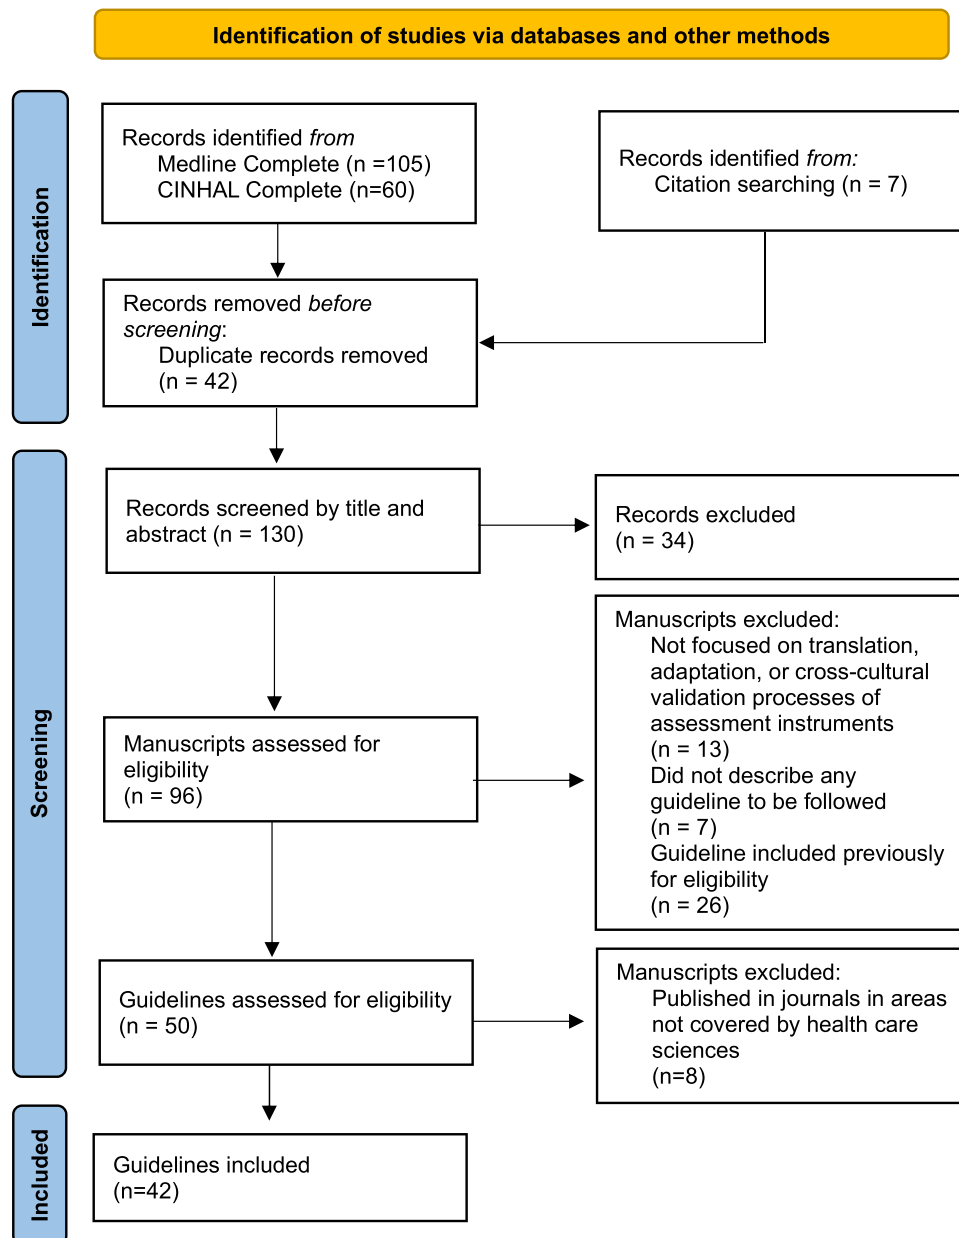 Identification of studies via databases and other methods
Identification
Records identified from
Medline Complete (n =105)
CINHAL Complete (n=60)
Records identified from:
Citation searching (n = 7)
Records removed before
screening:
Duplicate records removed
(n = 42)
Screening
Records screened by title and
abstract (n = 130)
Records excluded
(n = 34)
Manuscripts assessed for
eligibility
(n = 96)
Manuscripts excluded:
Not focused on translation,
adaptation, or cross-cultural
validation processes of
assessment instruments
(n = 13)
Did not describe any
guideline to be followed
(n = 7)
Guideline included previously
for eligibility
(n = 26)
Guidelines assessed for eligibility
(n = 50)
Manuscripts excluded:
Published in journals in areas
not covered by health care
sciences
(n=8)
Included
Guidelines included
(n=42)